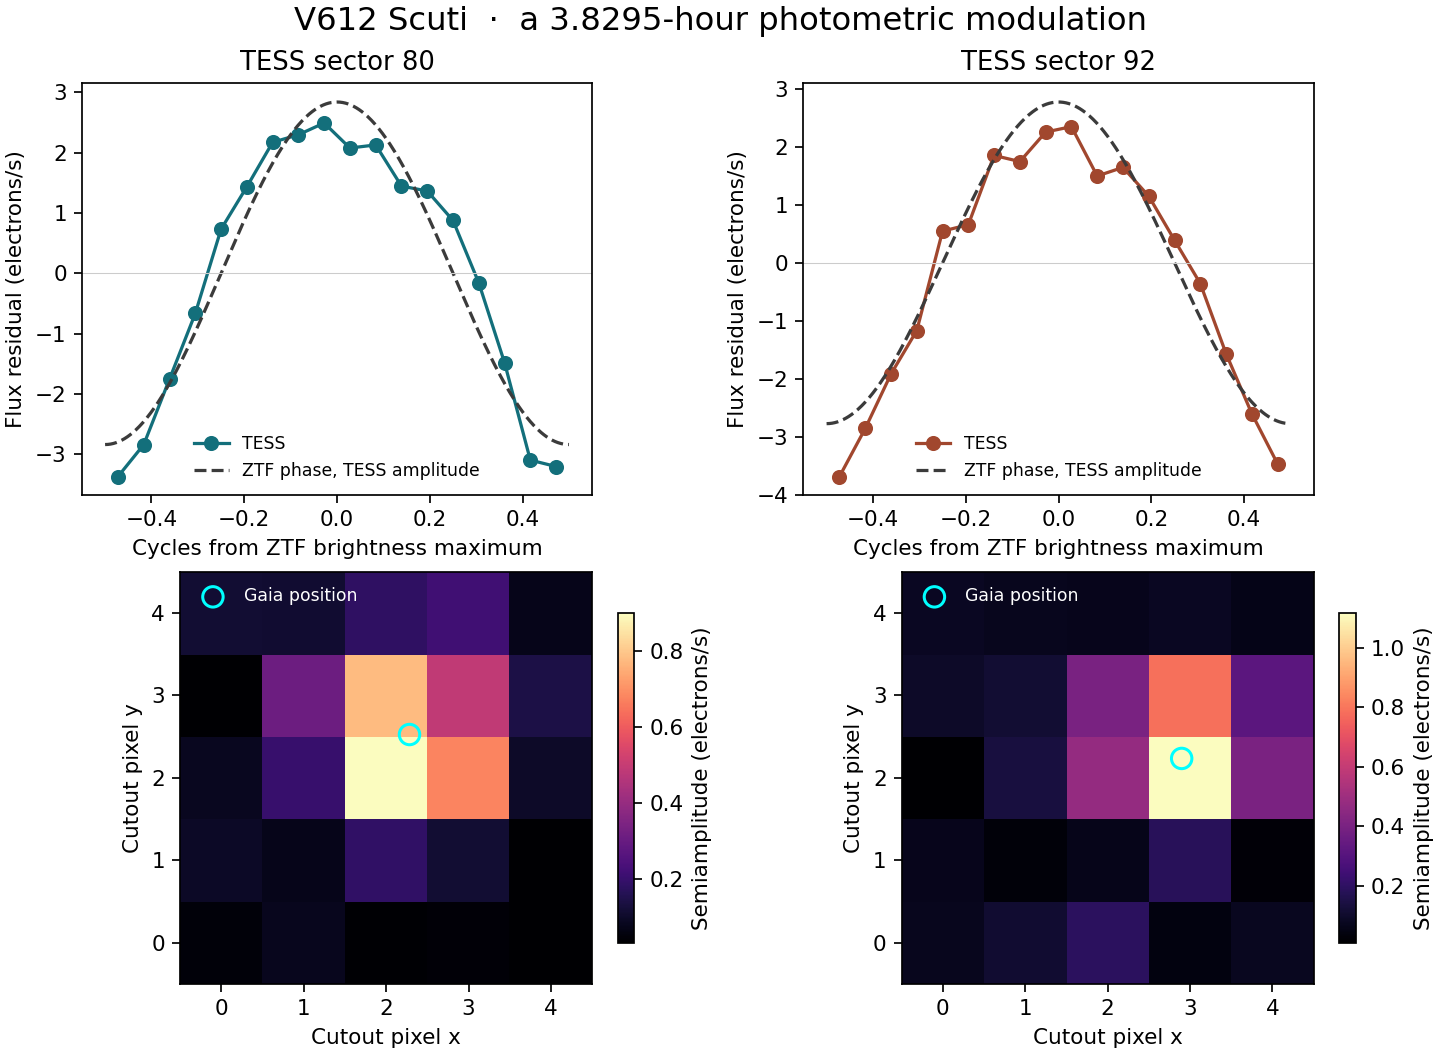 V612 Scuti · a 3.8295-hour photometric modulation
TESS sector 80
Flux residual (electrons/s)
3
2
1
0
−1
−2
−3
TESS
ZTF phase, TESS amplitude
−0.4 −0.2 0.0 0.2 0.4
Cycles from ZTF brightness maximum
TESS sector 92
Flux residual (electrons/s)
3
2
1
0
−1
−2
−3
−4
TESS
ZTF phase, TESS amplitude
−0.4 −0.2 0.0 0.2 0.4
Cycles from ZTF brightness maximum
Gaia position
Cutout pixel y
4
3
2
1
0
0 1 2 3 4
Cutout pixel x
0.8
0.6
0.4
0.2
Semiamplitude (electrons/s)
Gaia position
Cutout pixel y
4
3
2
1
0
0 1 2 3 4
Cutout pixel x
1.0
0.8
0.6
0.4
0.2
Semiamplitude (electrons/s)